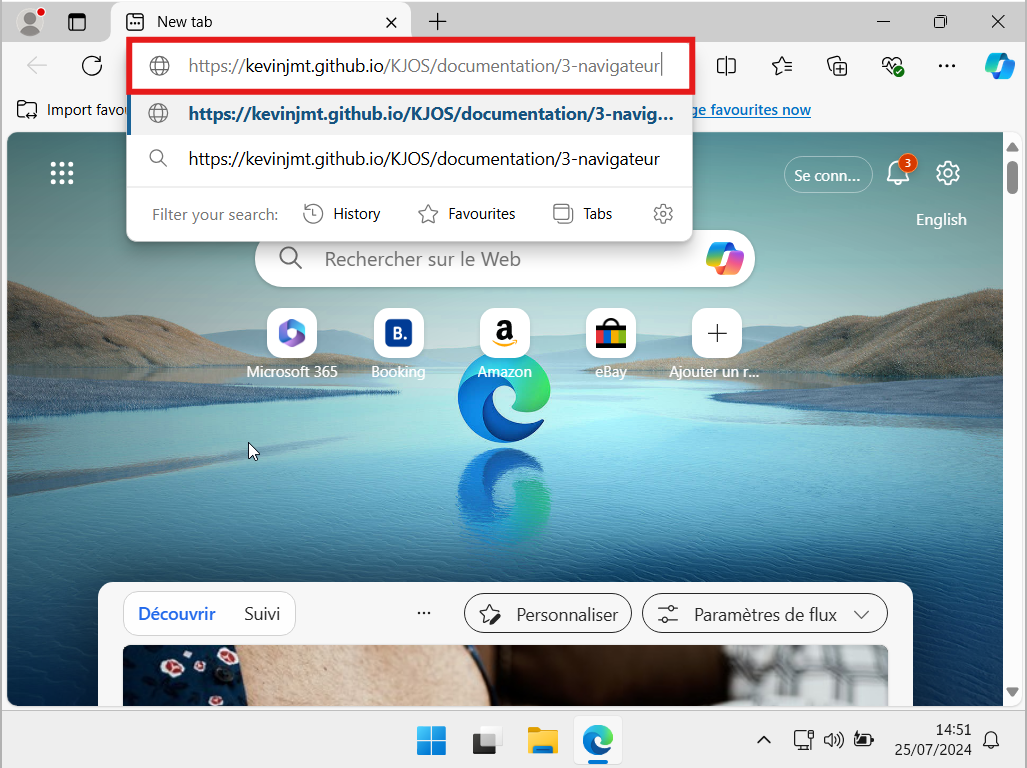 New tab
https://kevinjmt.github.io/KJOS/documentation/3-navigateur
Import favou
ge favourites now
https://kevinjmt.github.io/KJOS/documentation/3-navig...
https://kevinjmt.github.io/KJOS/documentation/3-navigateur
Filter your search: History Favourites Tabs
Se conn... 3
English
Rechercher sur le Web
B.
a
Microsoft 365 Booking Amazon eBay Ajouter un r...
Découvrir Suivi ... Personnaliser Paramètres de flux
14:51
25/07/2024